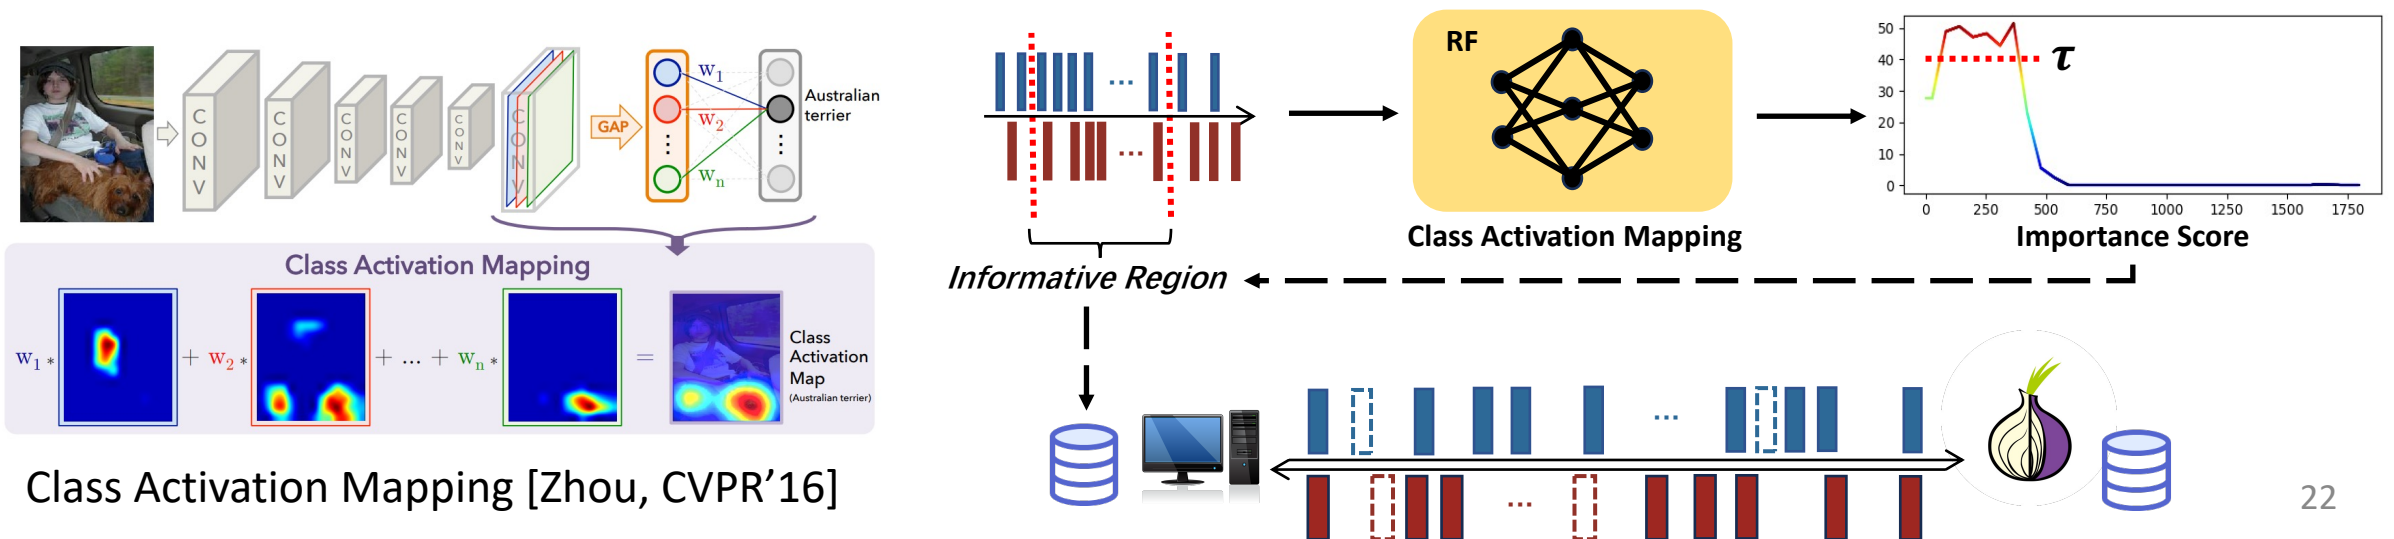 CONV
CONV
CONV
CONV
CONV
CONV
GAP
w1
w2
⋮
wn
⋮
Australian
terrier
Class Activation Mapping
w1 *
+ w2 *
+ ... + wn *
=
Class
Activation
Map
(Australian terrier)
Class Activation Mapping [Zhou, CVPR’16]
...
...
Informative Region
RF
Class Activation Mapping
50
40
30
20
10
0
τ
0 250 500 750 1000 1250 1500 1750
Importance Score
...
...
22